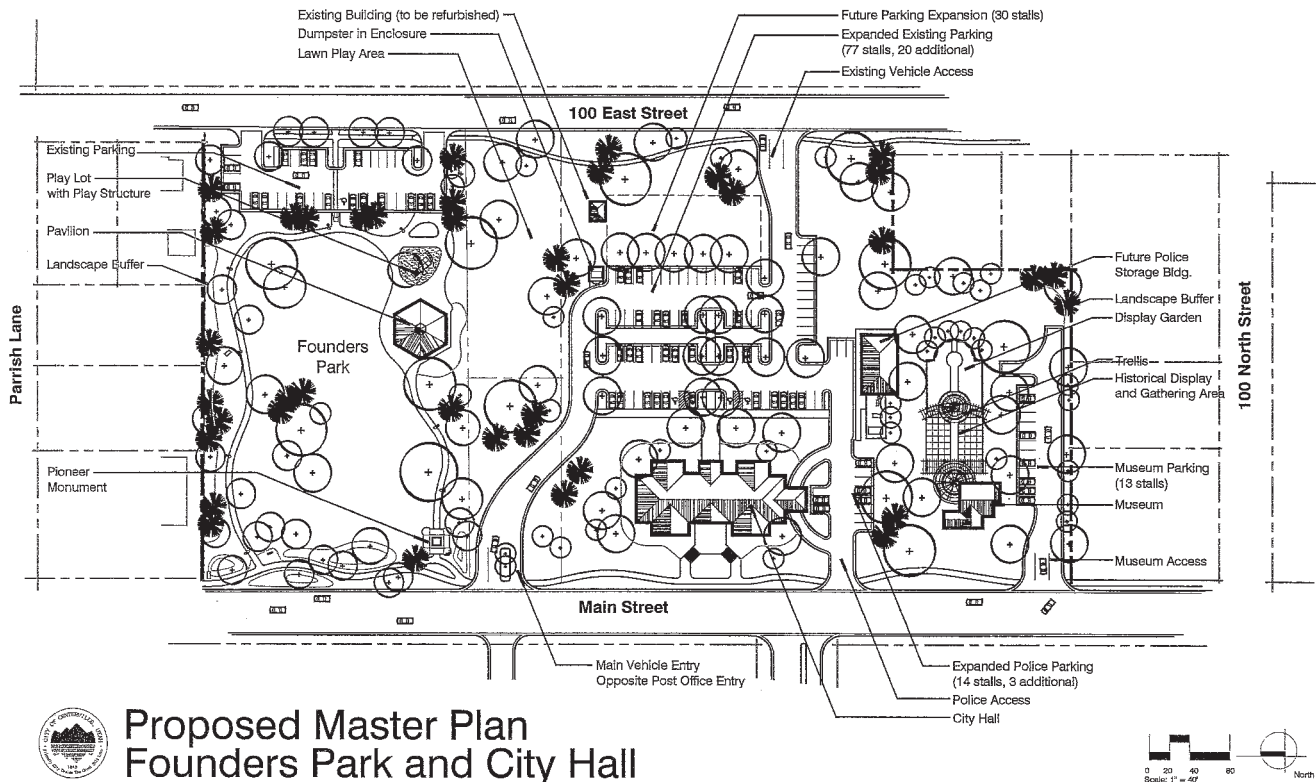 Existing Building (to be refurbished)
Dumpster in Enclosure
Lawn Play Area
Future Parking Expansion (30 stalls)
Expanded Existing Parking
(77 stalls, 20 additional)
Existing Vehicle Access
100 East Street
Existing Parking
Play Lot
with Play Structure
Pavilion
Landscape Buffer
Founders
Park
Parrish Lane
Pioneer
Monument
Future Police
Storage Bldg.
Landscape Buffer
Display Garden
Trellis
Historical Display
and Gathering Area
100 North Street
Museum Parking
(13 stalls)
Museum
Museum Access
Main Street
Main Vehicle Entry
Opposite Post Office Entry
Expanded Police Parking
(14 stalls, 3 additional)
Police Access
City Hall
Proposed Master Plan
Founders Park and City Hall
0 20 40 80
Scale: 1" = 40'
North